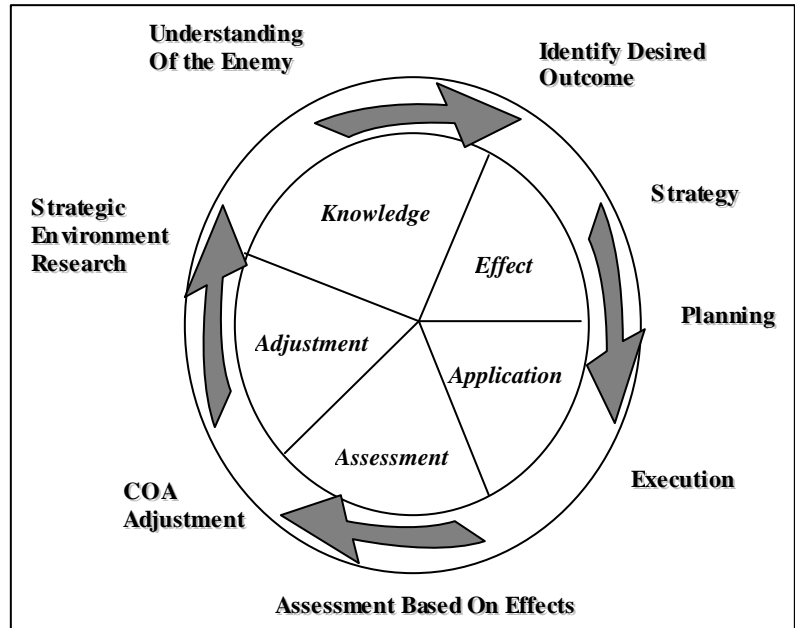 Understanding
Of the Enemy
Identify Desired
Outcome
Strategic
Environment
Research
Knowledge
Strategy
Effect
Planning
Adjustment
Application
Assessment
Execution
COA
Adjustment
Assessment Based On Effects